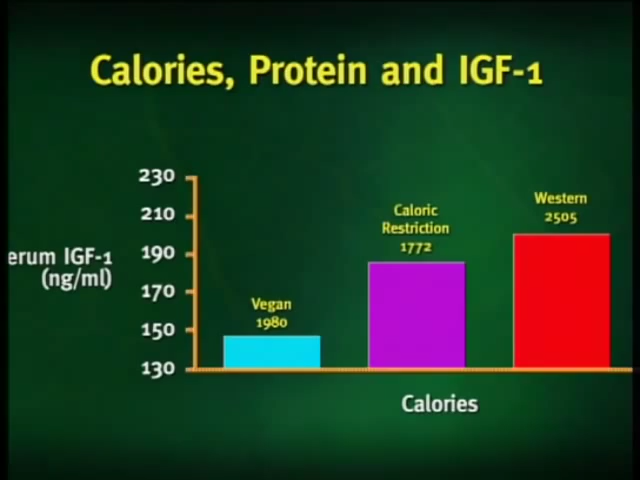 Calories, Protein and IGF-1
230
210
190
170
150
130
erum IGF-1
(ng/ml)
Vegan
1980
Caloric
Restriction
1772
Western
2505
Calories